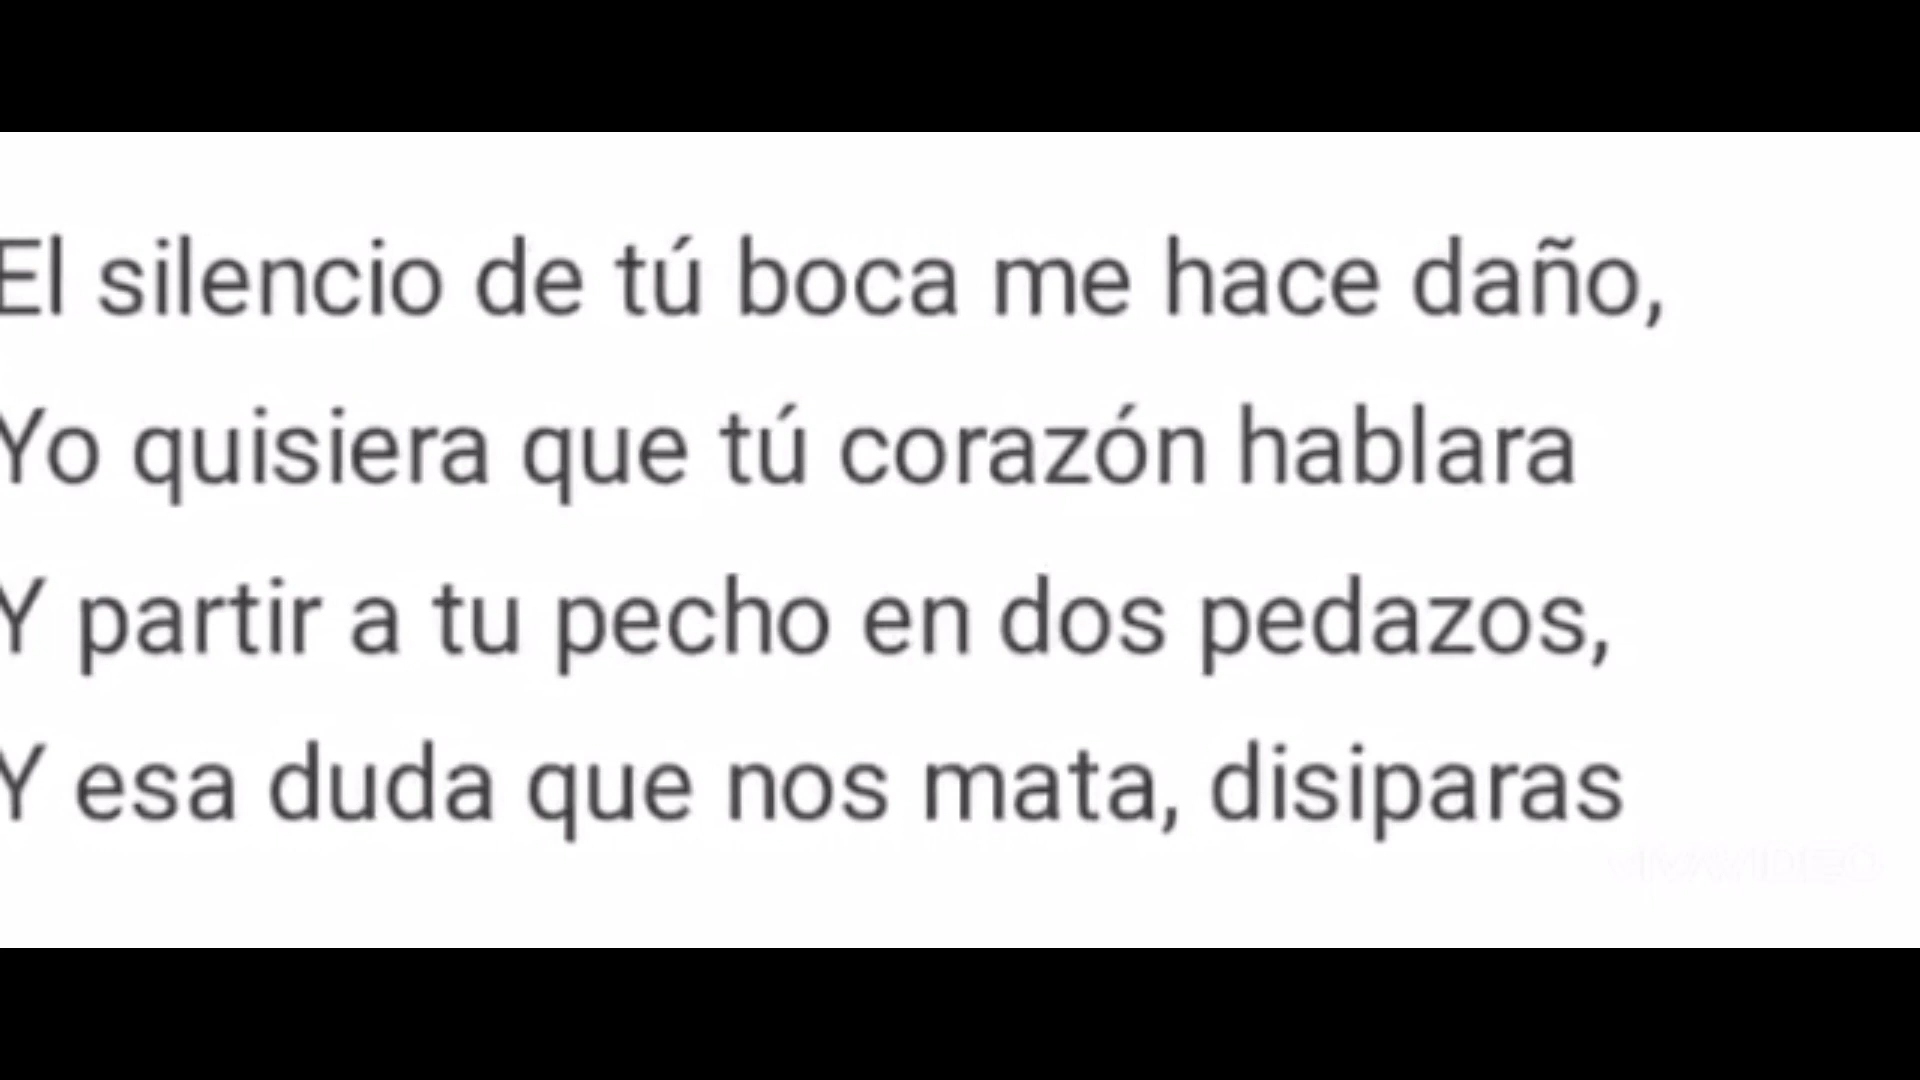 El silencio de tú boca me hace daño,
Yo quisiera que tú corazón hablara
Y partir a tu pecho en dos pedazos,
Y esa duda que nos mata, disiparas
VIVAVIDEO